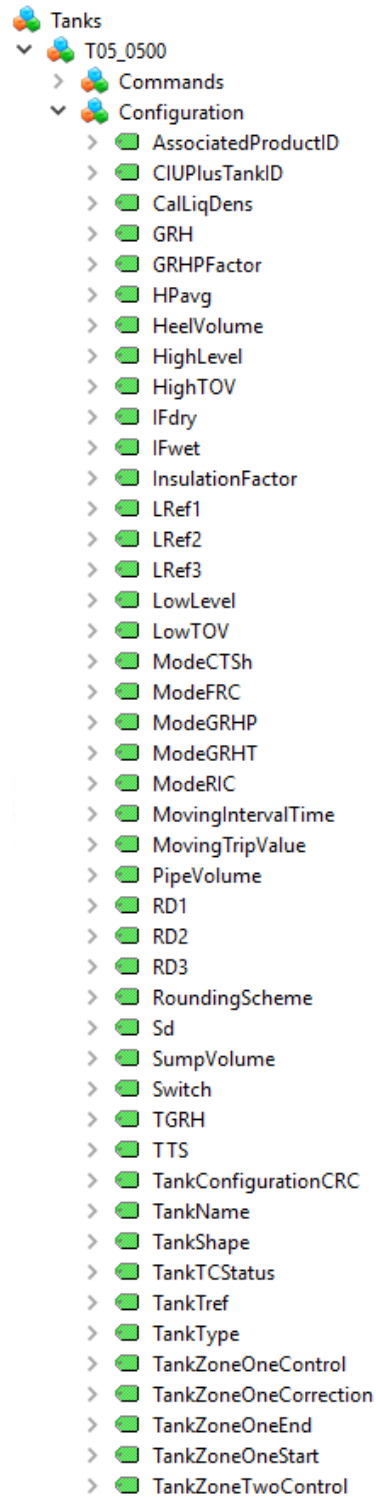 Tanks
T05_0500
Commands
Configuration
AssociatedProductID
CIUPlusTankID
CalLiqDens
GRH
GRHPFactor
HPavg
HeelVolume
HighLevel
HighTOV
IFdry
IFwet
InsulationFactor
LRef1
LRef2
LRef3
LowLevel
LowTOV
ModeCTSh
ModeFRC
ModeGRHP
ModeGRHT
ModeRIC
MovingIntervalTime
MovingTripValue
PipeVolume
RD1
RD2
RD3
RoundingScheme
Sd
SumpVolume
Switch
TGRH
TTS
TankConfigurationCRC
TankName
TankShape
TankTCStatus
TankTref
TankType
TankZoneOneControl
TankZoneOneCorrection
TankZoneOneEnd
TankZoneOneStart
TankZoneTwoControl